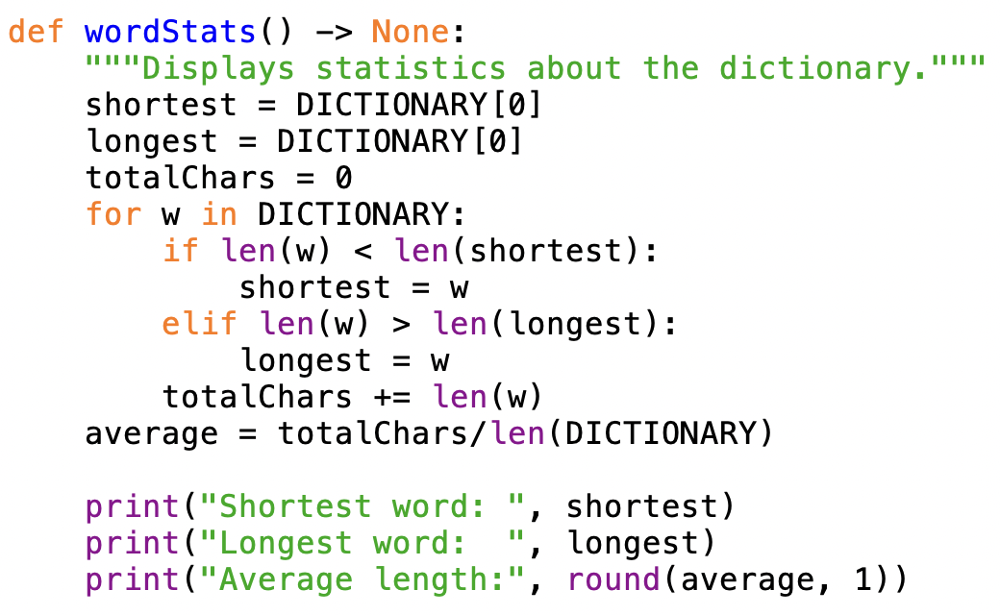 def wordStats() -> None:
    """Displays statistics about the dictionary."""
    shortest = DICTIONARY[0]
    longest = DICTIONARY[0]
    totalChars = 0
    for w in DICTIONARY:
        if len(w) < len(shortest):
            shortest = w
        elif len(w) > len(longest):
            longest = w
        totalChars += len(w)
    average = totalChars/len(DICTIONARY)

    print("Shortest word: ", shortest)
    print("Longest word:  ", longest)
    print("Average length:", round(average, 1))